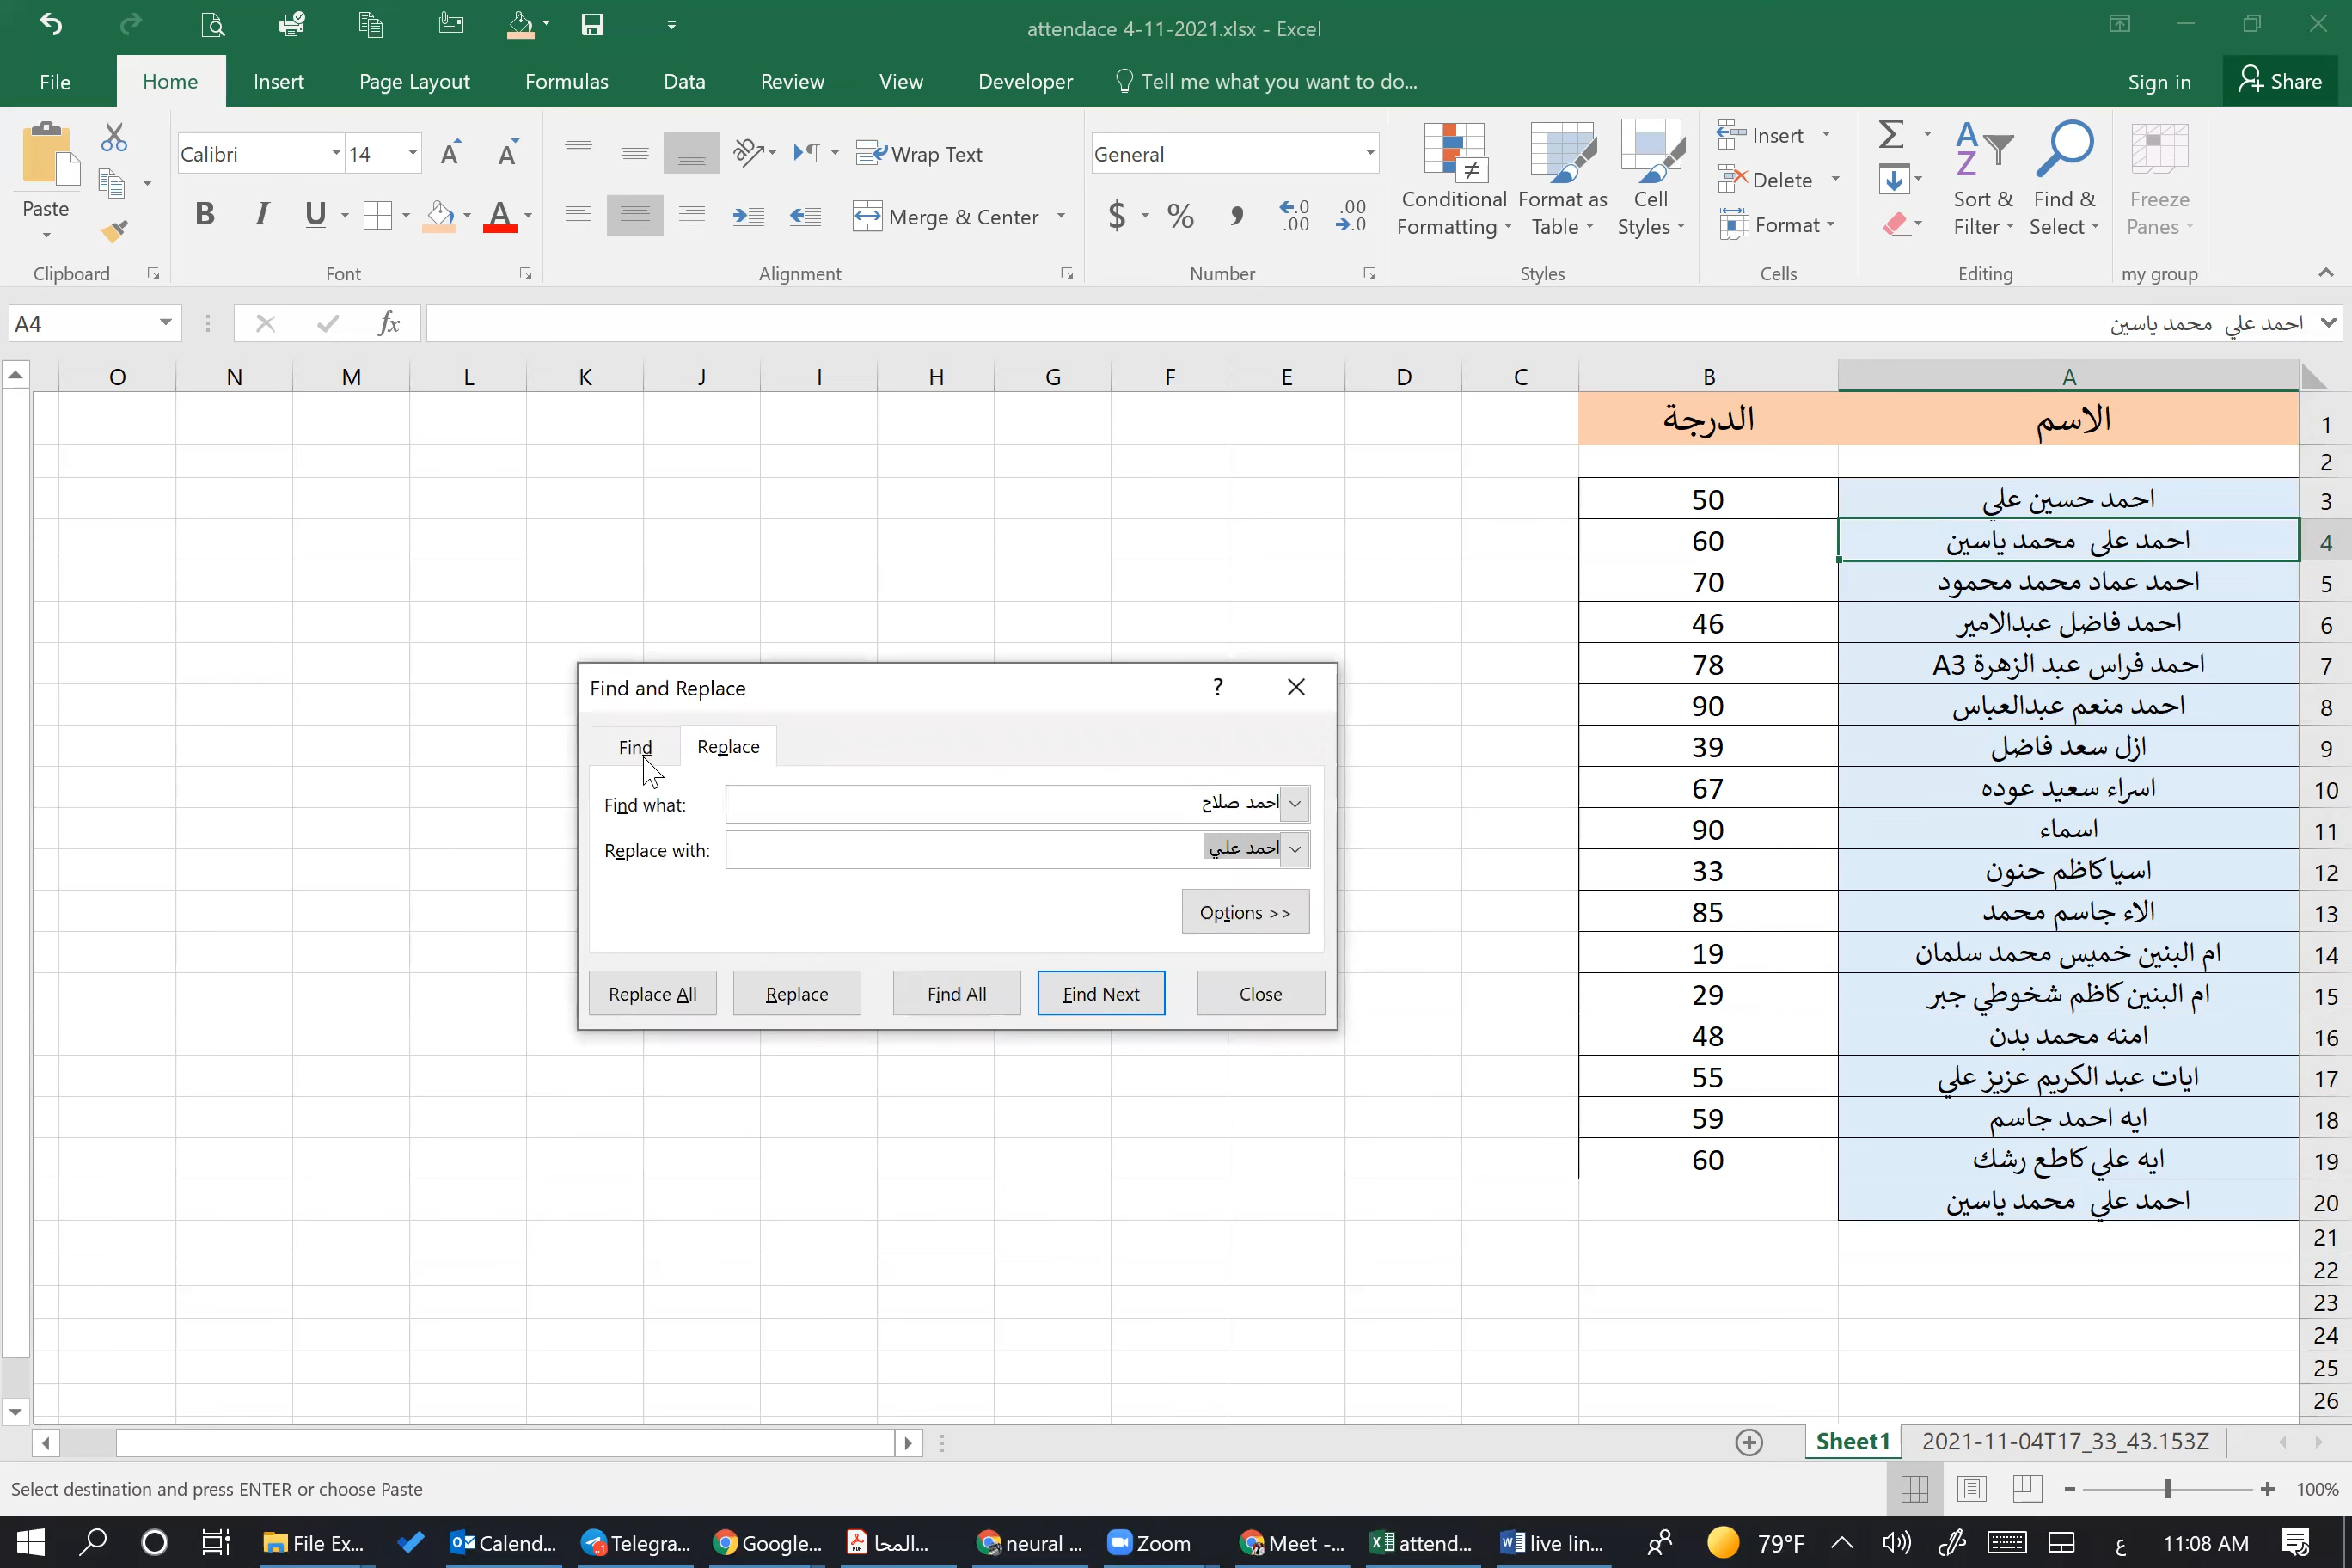 attendace 4-11-2021.xlsx - Excel
File Home Insert Page Layout Formulas Data Review View Developer Tell me what you want to do... Sign in Share
Paste
Clipboard
Calibri 14
B I U
Font
Wrap Text
Merge & Center
Alignment
General
$ % , .0 .00 .00 .0
Number
Conditional Formatting
Format as Table
Cell Styles
Styles
Insert
Delete
Format
Cells
Sort & Filter
Find & Select
Editing
Freeze Panes
my group
A4 fx احمد علي  محمد ياسين
O N M L K J I H G F E D C B A
الاسم الدرجة 1
2
احمد حسين علي 50 3
احمد علي  محمد ياسين 60 4
احمد عماد محمد محمود 70 5
احمد فاضل عبدالامير 46 6
احمد فراس عبد الزهرة A3 78 7
احمد منعم عبدالعباس 90 8
ازل سعد فاضل 39 9
اسراء سعيد عوده 67 10
اسماء 90 11
اسيا كاظم حنون 33 12
الاء جاسم محمد 85 13
ام البنين خميس محمد سلمان 19 14
ام البنين كاظم شخوطي جبر 29 15
امنه محمد بدن 48 16
ايات عبد الكريم عزيز علي 55 17
ايه احمد جاسم 59 18
ايه علي كاطع رشك 60 19
احمد علي  محمد ياسين 20
21
22
23
24
25
26
Find and Replace ?
Find Replace
Find what: احمد صلاح
Replace with: احمد علي
Options >>
Replace All Replace Find All Find Next Close
Sheet1 2021-11-04T17_33_43.153Z
Select destination and press ENTER or choose Paste 100%
File Ex... Calend... Telegra... Google... المحا... neural ... Zoom Meet -... attend... live lin... 79°F ع 11:08 AM